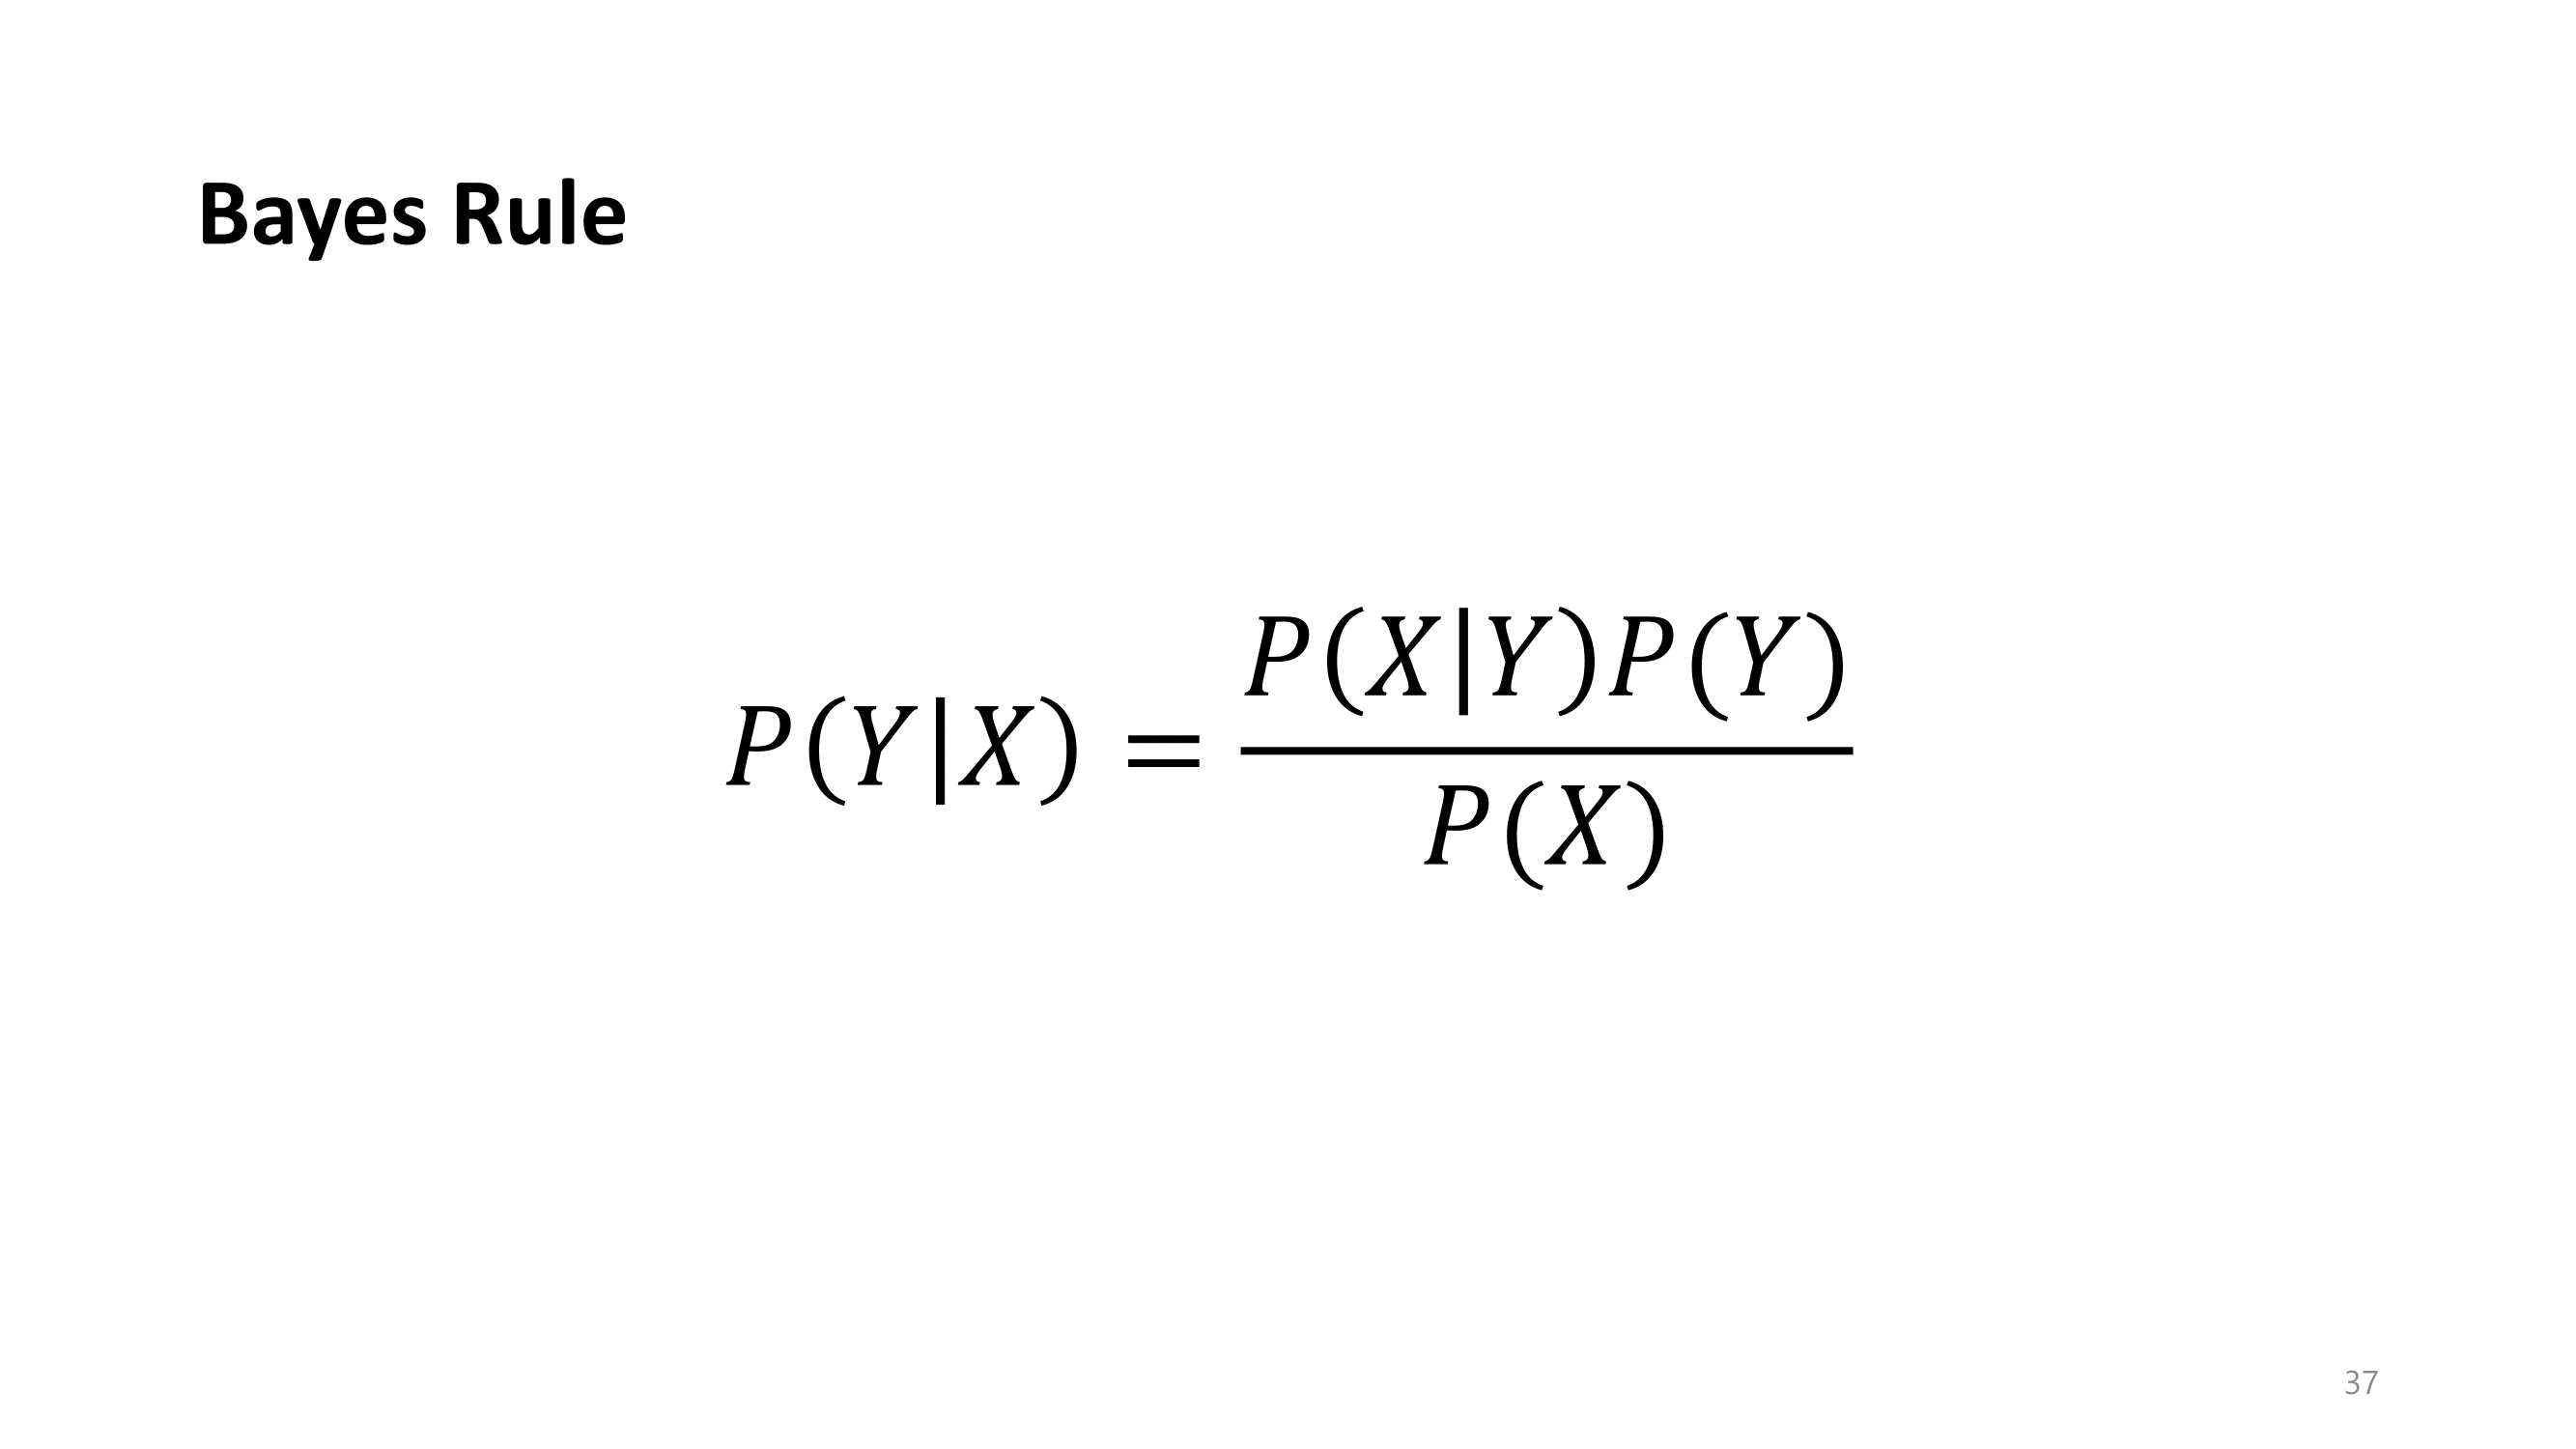 Bayes Rule
P(Y|X) = P(X|Y)P(Y) / P(X)
37